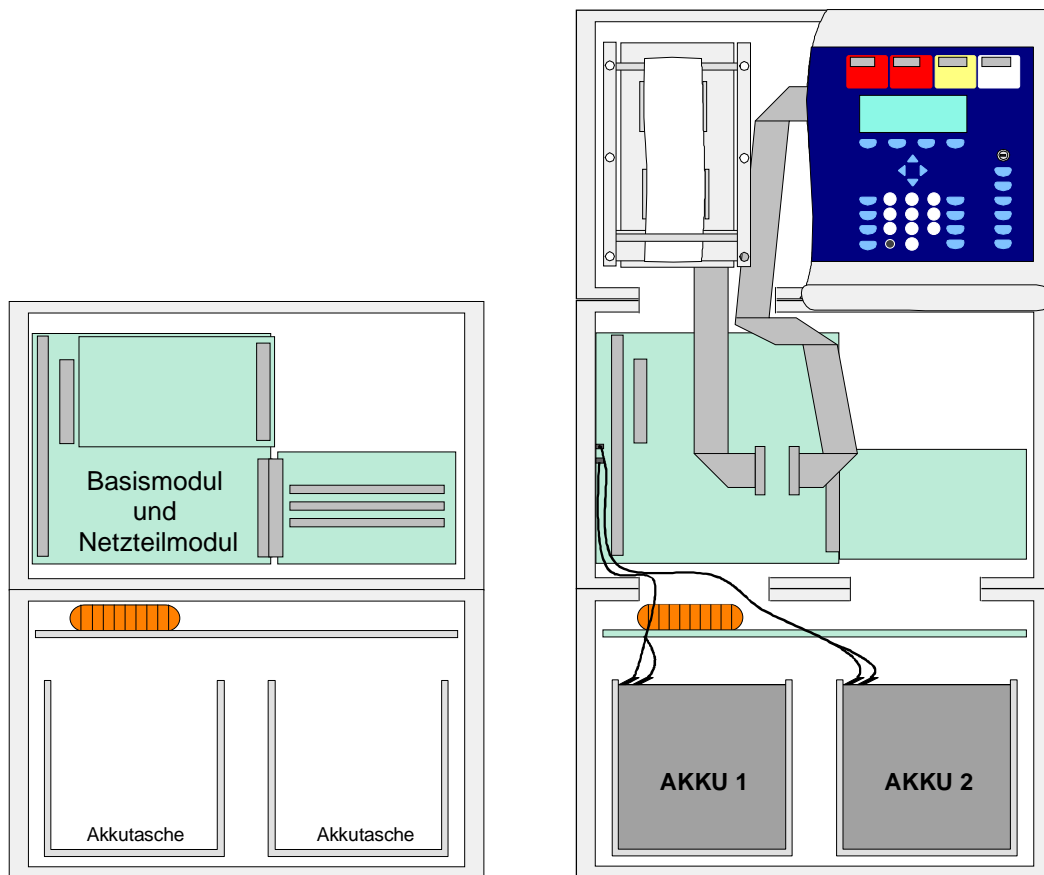 Basismodul
und
Netzteilmodul
Akkutasche
Akkutasche
AKKU 1
AKKU 2